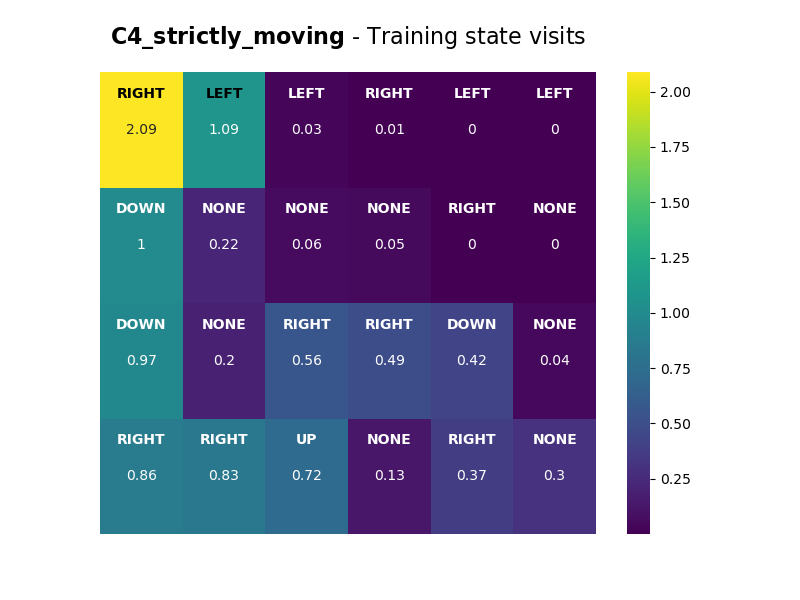 C4_strictly_moving - Training state visits
RIGHT LEFT LEFT RIGHT LEFT LEFT
2.09 1.09 0.03 0.01 0 0
DOWN NONE NONE NONE RIGHT NONE
1 0.22 0.06 0.05 0 0
DOWN NONE RIGHT RIGHT DOWN NONE
0.97 0.2 0.56 0.49 0.42 0.04
RIGHT RIGHT UP NONE RIGHT NONE
0.86 0.83 0.72 0.13 0.37 0.3
2.00
1.75
1.50
1.25
1.00
0.75
0.50
0.25